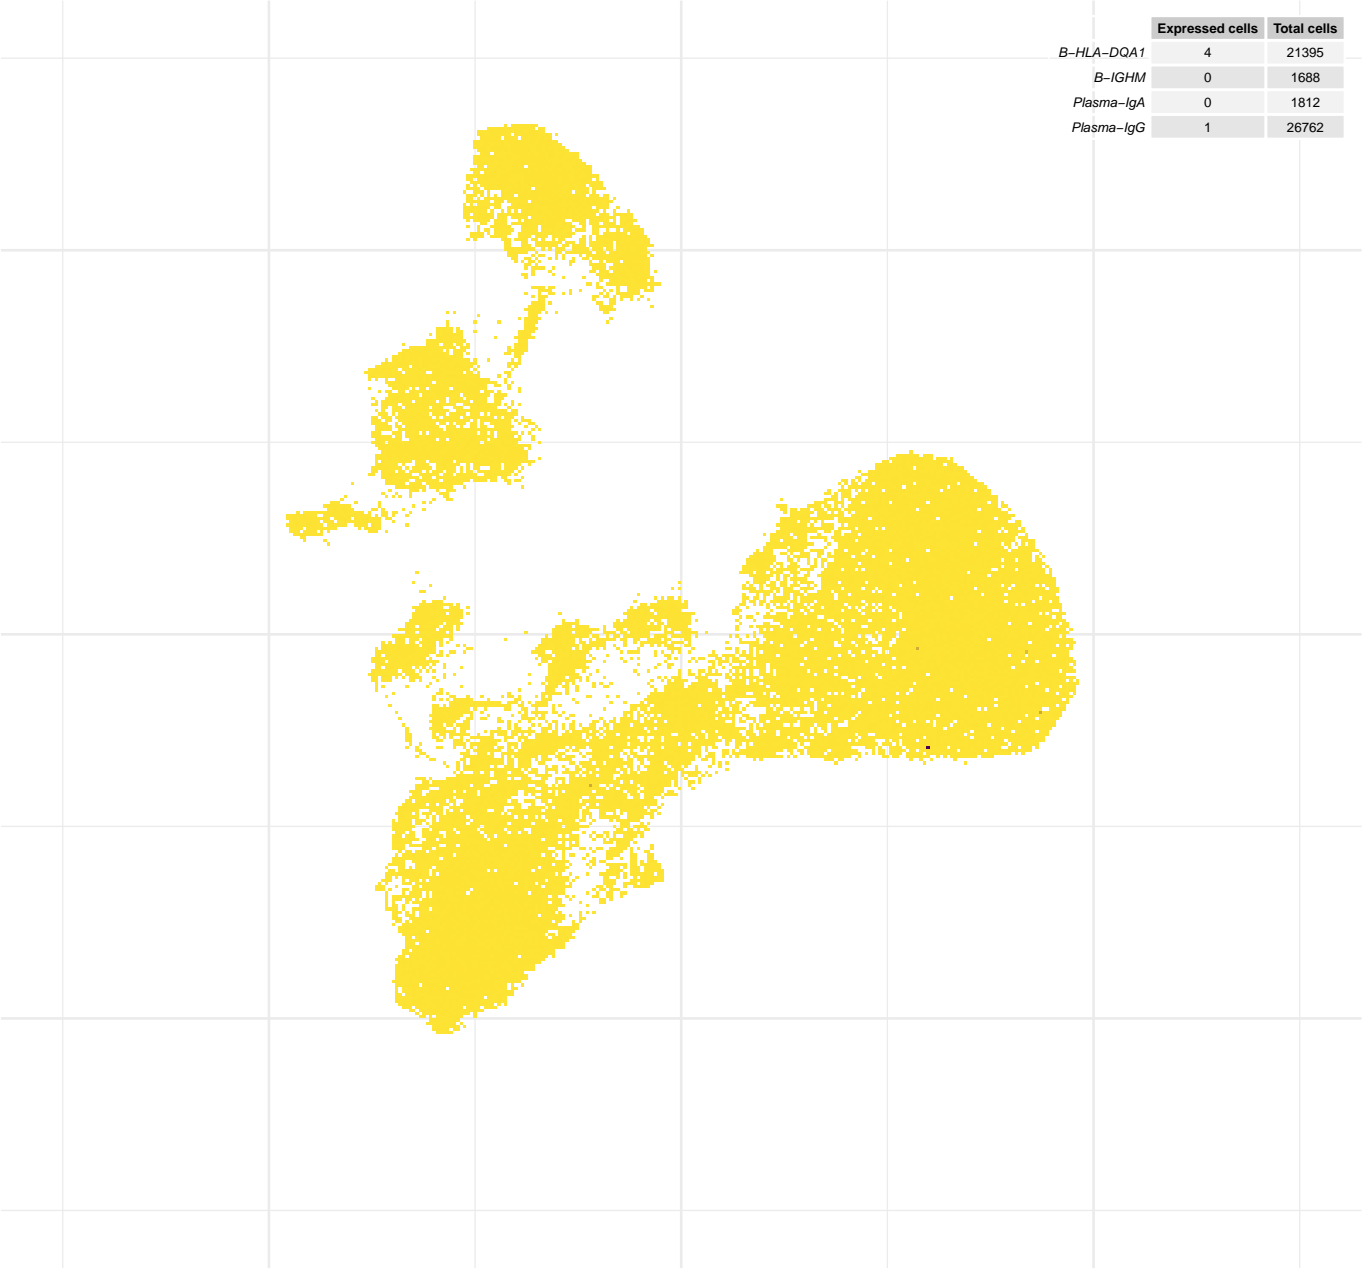 Expressed cells Total cells
B−HLA−DQA1 4 21395
B−IGHM 0 1688
Plasma−IgA 0 1812
Plasma−IgG 1 26762